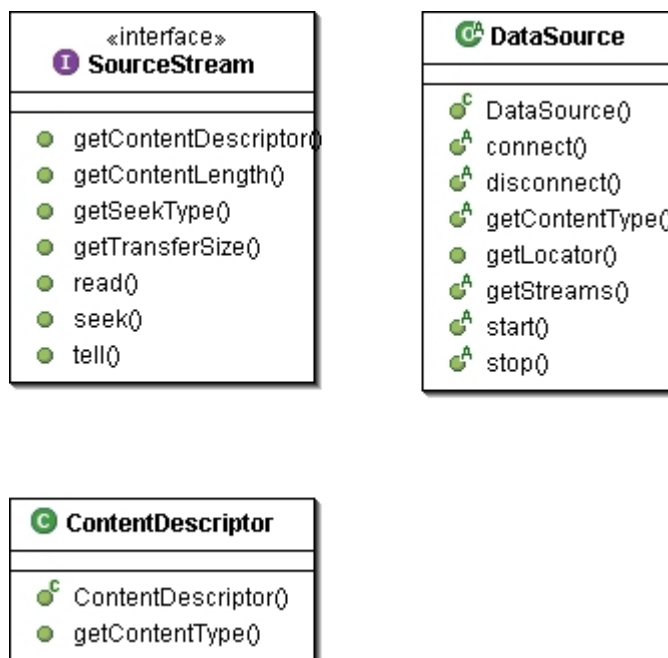 «interface»
SourceStream
getContentDescriptor()
getContentLength()
getSeekType()
getTransferSize()
read()
seek()
tell()
DataSource
DataSource()
connect()
disconnect()
getContentType()
getLocator()
getStreams()
start()
stop()
ContentDescriptor
ContentDescriptor()
getContentType()